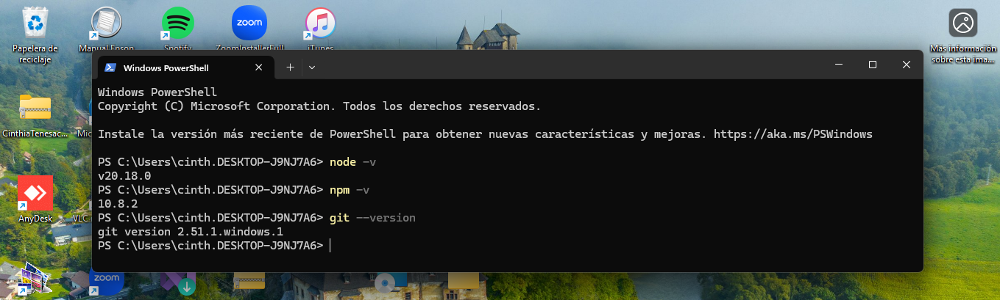 zoom
Papelera de reciclaje
Manual Epson
Spotify
ZoomInstallerFull
iTunes
Más información sobre esta ima...
Windows PowerShell
Windows PowerShell
Copyright (C) Microsoft Corporation. Todos los derechos reservados.
Instale la versión más reciente de PowerShell para obtener nuevas características y mejoras. https://aka.ms/PSWindows
PS C:\Users\cinth.DESKTOP-J9NJ7A6> node -v
v20.18.0
PS C:\Users\cinth.DESKTOP-J9NJ7A6> npm -v
10.8.2
PS C:\Users\cinth.DESKTOP-J9NJ7A6> git --version
git version 2.51.1.windows.1
PS C:\Users\cinth.DESKTOP-J9NJ7A6>
CinthiaTenesac...
Mic
AnyDesk
VLC
zoom